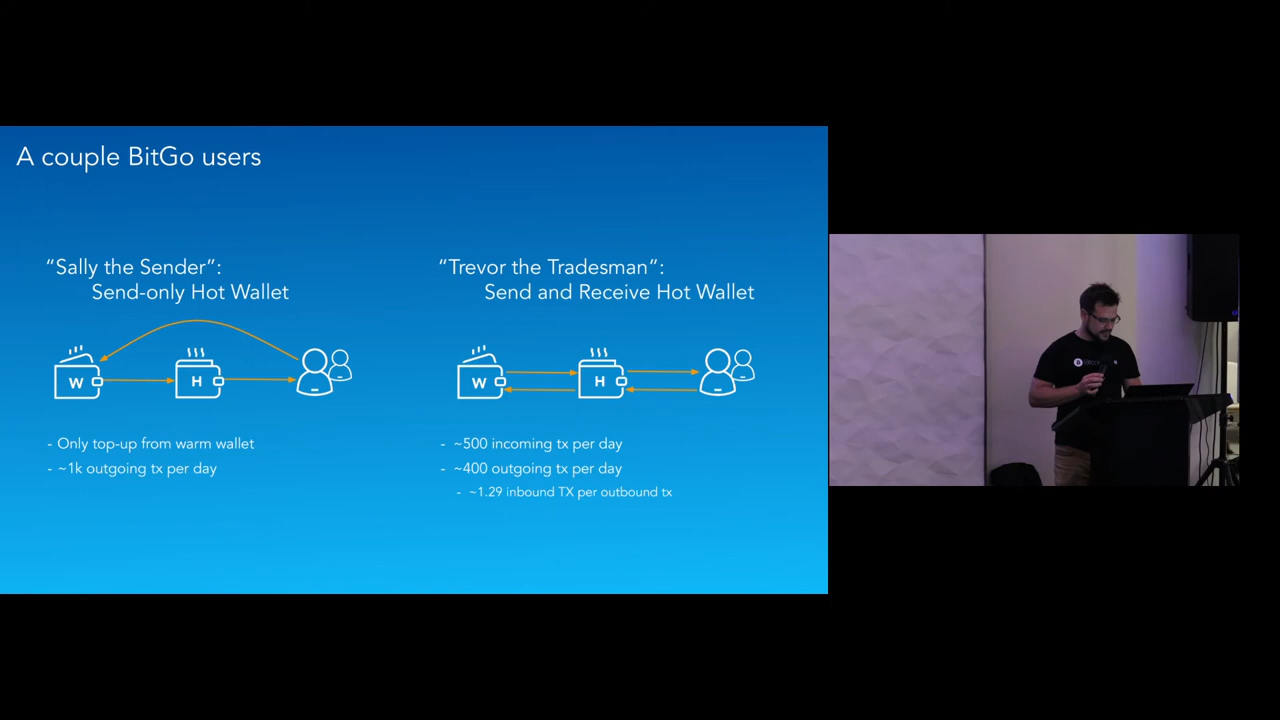 A couple BitGo users
“Sally the Sender”:
Send-only Hot Wallet
W
H
- Only top-up from warm wallet
- ~1k outgoing tx per day
“Trevor the Tradesman“:
Send and Receive Hot Wallet
W
H
- ~500 incoming tx per day
- ~400 outgoing tx per day
- ~1.29 inbound TX per outbound tx